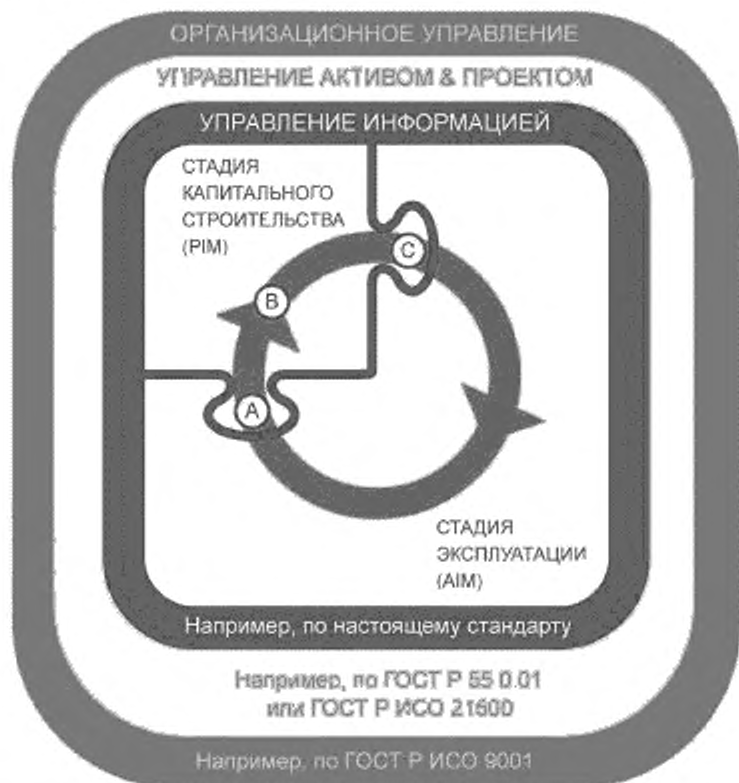 ОРГАНИЗАЦИОННОЕ УПРАВЛЕНИЕ
УПРАВЛЕНИЕ АКТИВОМ & ПРОЕКТОМ
УПРАВЛЕНИЕ ИНФОРМАЦИЕЙ
СТАДИЯ
КАПИТАЛЬНОГО
СТРОИТЕЛЬСТВА
(PIM)
C
B
A
СТАДИЯ
ЭКСПЛУАТАЦИИ
(AIM)
Например, по настоящему стандарту
Например, по ГОСТ Р 55 0.01
или ГОСТ Р ИСО 21500
Например, по ГОСТ Р ИСО 9001